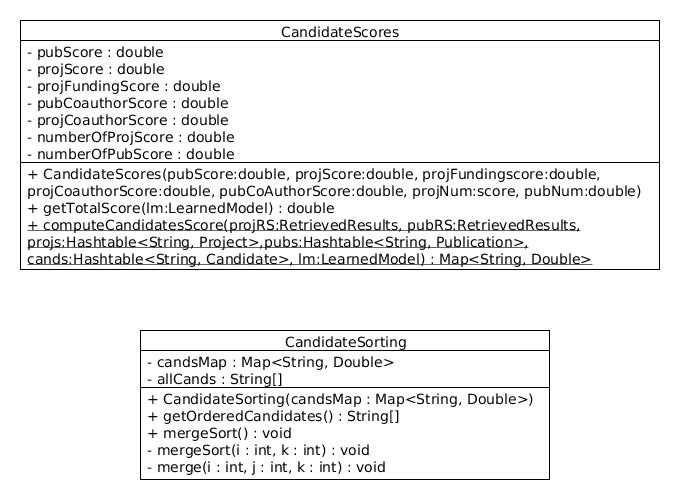 CandidateScores
- pubScore : double
- projScore : double
- projFundingScore : double
- pubCoauthorScore : double
- projCoauthorScore : double
- numberOfProjScore : double
- numberOfPubScore : double
+ CandidateScores(pubScore:double, projScore:double, projFundingscore:double,
projCoauthorScore:double, pubCoAuthorScore:double, projNum:score, pubNum:double)
+ getTotalScore(lm:LearnedModel) : double
+ computeCandidatesScore(projRS:RetrievedResults, pubRS:RetrievedResults,
projs:Hashtable<String, Project>,pubs:Hashtable<String, Publication>,
cands:Hashtable<String, Candidate>, lm:LearnedModel) : Map<String, Double>
CandidateSorting
- candsMap : Map<String, Double>
- allCands : String[]
+ CandidateSorting(candsMap : Map<String, Double>)
+ getOrderedCandidates() : String[]
+ mergeSort() : void
- mergeSort(i : int, k : int) : void
- merge(i : int, j : int, k : int) : void